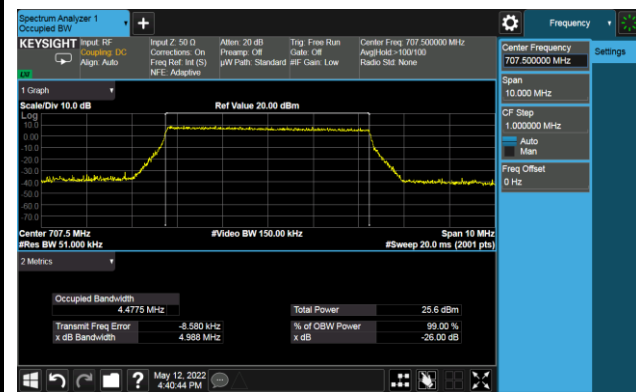 Spectrum Analyzer 1
Occupied BW
+
Frequency
KEYSIGHT
Input: RF
Coupling: DC
Align: Auto
Input Z: 50 Ω
Corrections: On
Freq Ref: Int (S)
NFE: Adaptive
Atten: 20 dB
Preamp: Off
µW Path: Standard
Trig: Free Run
Gate: Off
#IF Gain: Low
Center Freq: 707.500000 MHz
Avg|Hold:>100/100
Radio Std: None
Center Frequency
707.500000 MHz
Settings
Span
10.000 MHz
CF Step
1.000000 MHz
Auto
Man
Freq Offset
0 Hz
1 Graph
Scale/Div 10.0 dB
Ref Value 20.00 dBm
Log
10.0
0.00
-10.0
-20.0
-30.0
-40.0
-50.0
-60.0
-70.0
Center 707.5 MHz
#Video BW 150.00 kHz
Span 10 MHz
#Res BW 51.000 kHz
#Sweep 20.0 ms (2001 pts)
2 Metrics
Occupied Bandwidth
4.4775 MHz
Total Power 25.6 dBm
Transmit Freq Error -8.580 kHz
% of OBW Power 99.00 %
x dB Bandwidth 4.988 MHz
x dB -26.00 dB
?
May 12, 2022
4:40:44 PM